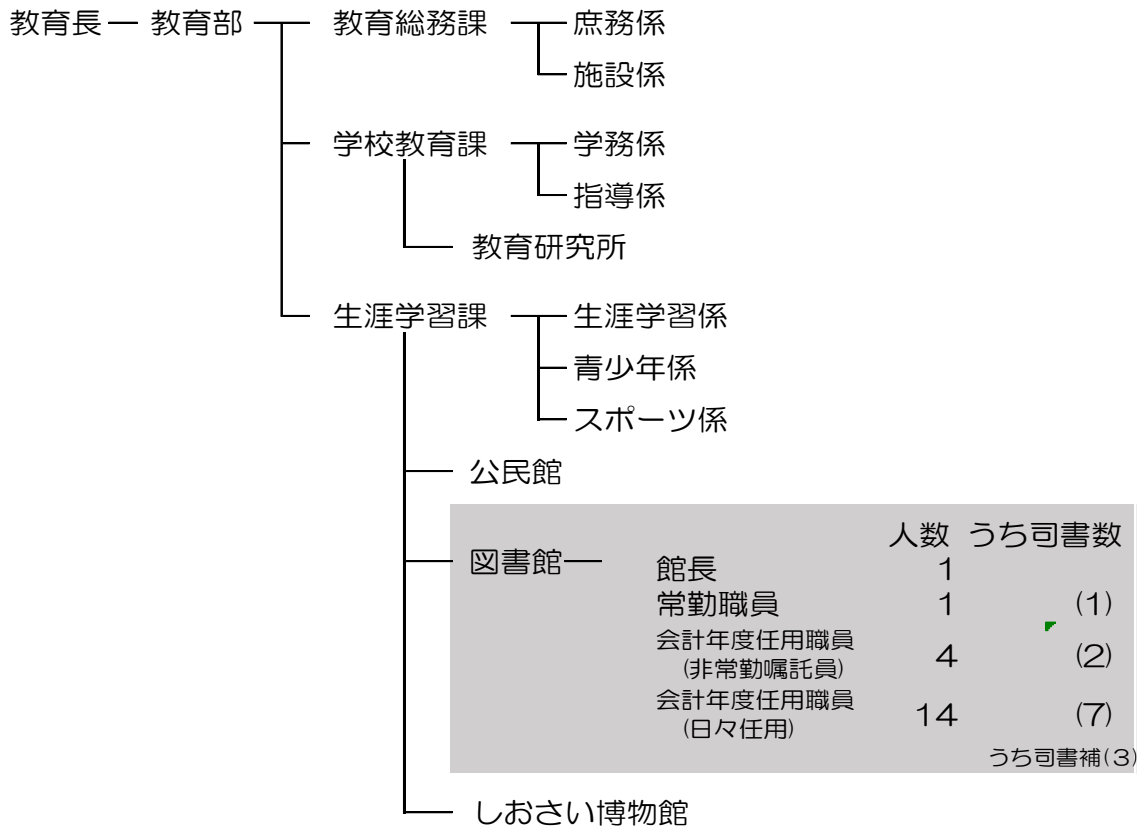 教育長 教育部 教育総務課 庶務係
施設係
学校教育課 学務係
指導係
教育研究所
生涯学習課 生涯学習係
青少年係
スポーツ係
公民館
人数 うち司書数
図書館 館長 1
常勤職員 1 (1)
会計年度任用職員
(非常勤嘱託員) 4 (2)
会計年度任用職員
(日々任用) 14 (7)
うち司書補(3)
しおさい博物館